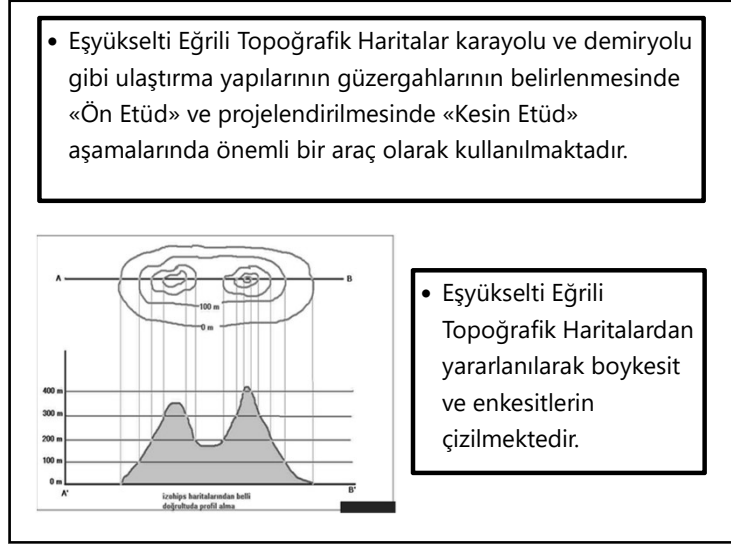 • Eşyükselti Eğrili Topoğrafik Haritalar karayolu ve demiryolu
gibi ulaştırma yapılarının güzergahlarının belirlenmesinde
«Ön Etüd» ve projelendirilmesinde «Kesin Etüd»
aşamalarında önemli bir araç olarak kullanılmaktadır.
A
B
100 m
0 m
400 m
300 m
200 m
100 m
0 m
A'
B'
izohips haritalarından belli
doğrultuda profil alma
• Eşyükselti Eğrili
Topoğrafik Haritalardan
yararlanılarak boykesit
ve enkesitlerin
çizilmektedir.